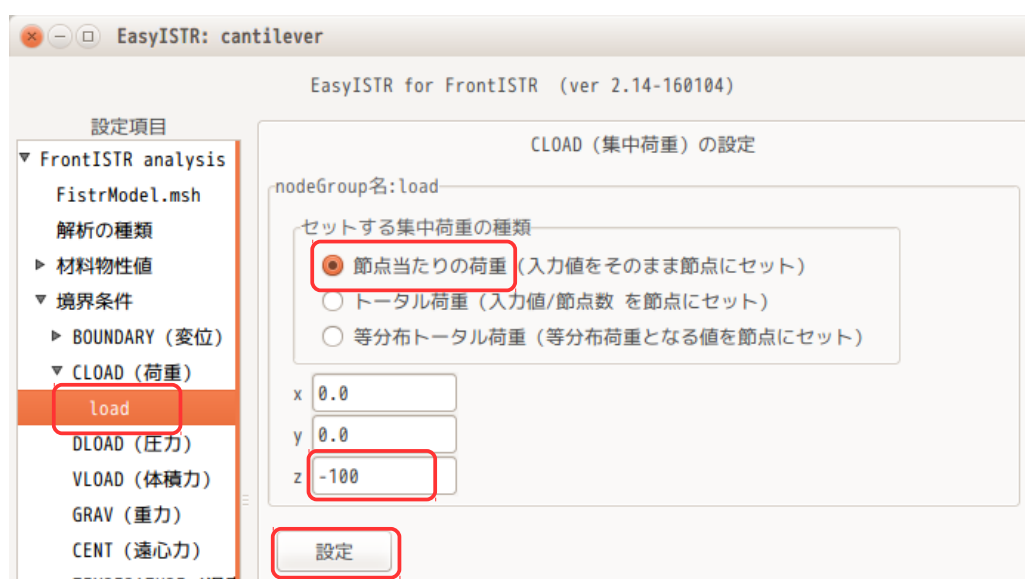 EasyISTR: cantilever
EasyISTR for FrontISTR (ver 2.14-160104)
設定項目
FrontISTR analysis
FistrModel.msh
解析の種類
材料物性値
境界条件
BOUNDARY (変位)
CLOAD (荷重)
load
DLOAD (圧力)
VLOAD (体積力)
GRAV (重力)
CENT (遠心力)
CLOAD (集中荷重) の設定
nodeGroup名:load
セットする集中荷重の種類
節点当たりの荷重 (入力値をそのまま節点にセット)
トータル荷重 (入力値/節点数 を節点にセット)
等分布トータル荷重 (等分布荷重となる値を節点にセット)
x 0.0
y 0.0
z -100
設定